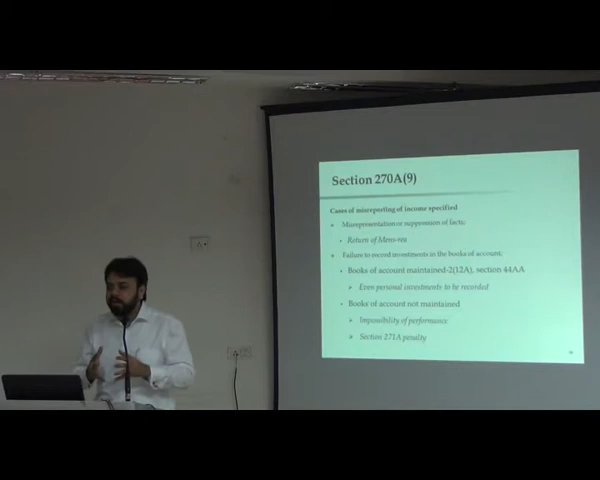 Section 270A(9)
Cases of misreporting of income specified
Misrepresentation or suppression of facts;
Return of Mens-rea
Failure to record investments in the books of account;
Books of account maintained-2(12A), section 44AA
Even personal investments to be recorded
Books of account not maintained
Impossibility of performance
Section 271A penalty